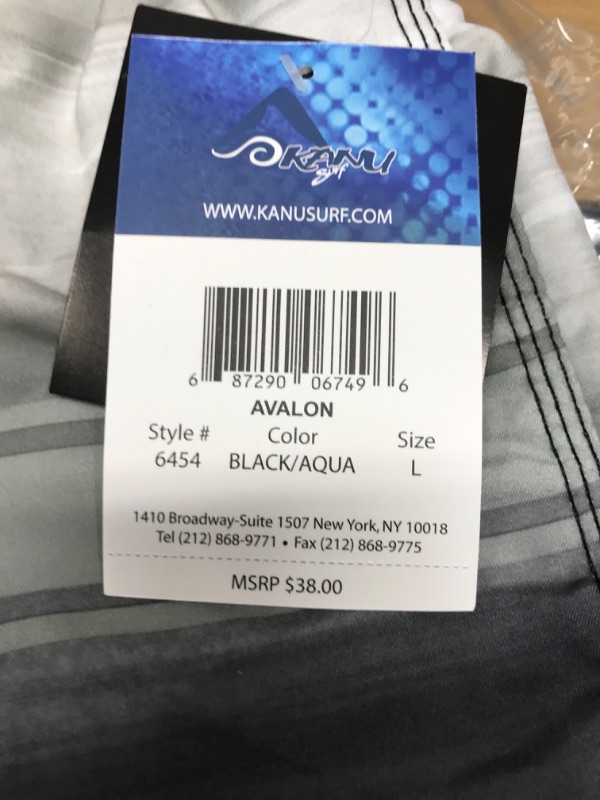 KANU
Surf
WWW.KANUSURF.COM
6 87290 06749 6
AVALON
Style # Color Size
6454 BLACK/AQUA L
1410 Broadway-Suite 1507 New York, NY 10018
Tel (212) 868-9771 • Fax (212) 868-9775
MSRP $38.00